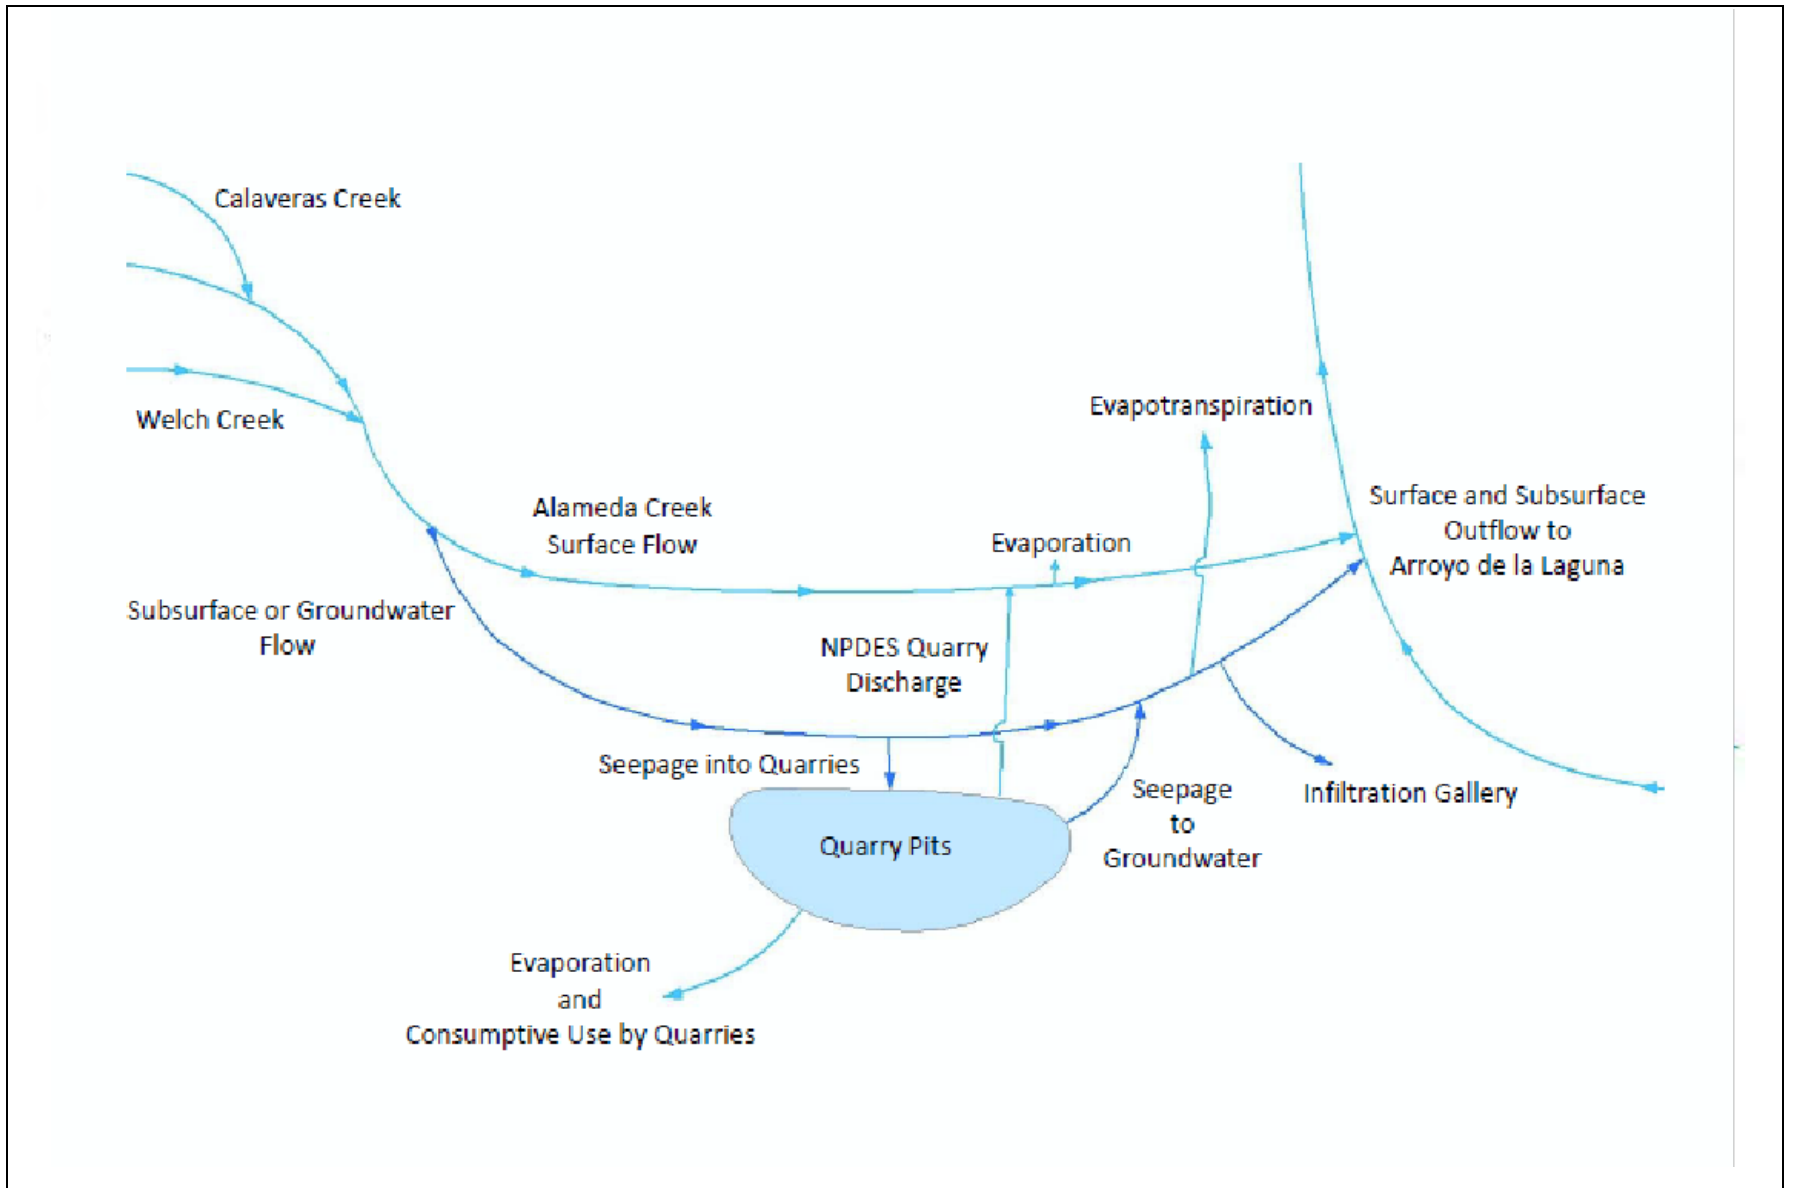 Calaveras Creek
Welch Creek
Evapotranspiration
Alameda Creek
Surface Flow
Evaporation
Surface and Subsurface
Outflow to
Arroyo de la Laguna
Subsurface or Groundwater
Flow
NPDES Quarry
Discharge
Seepage into Quarries
Seepage
to
Groundwater
Infiltration Gallery
Quarry Pits
Evaporation
and
Consumptive Use by Quarries